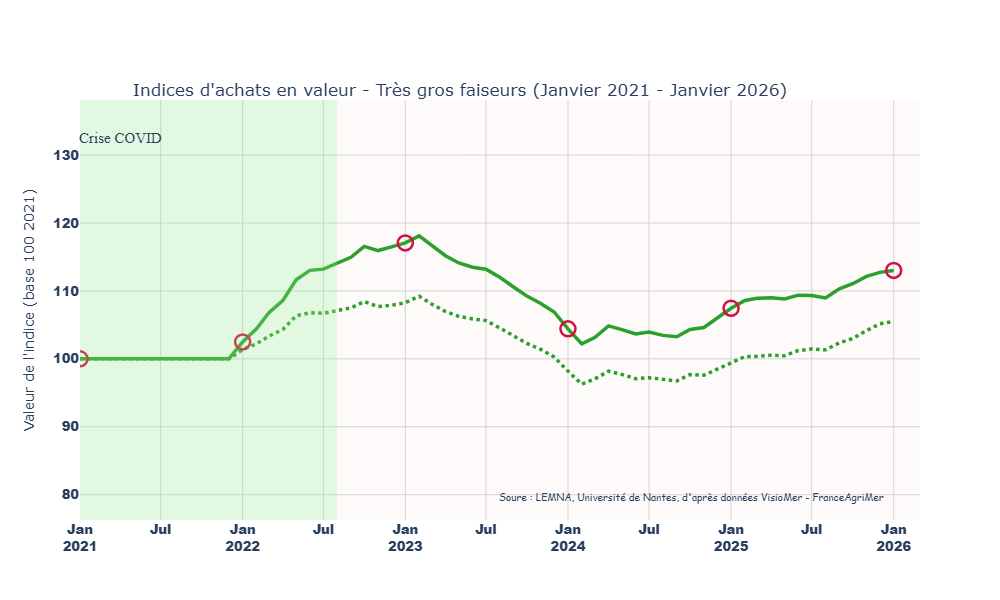 Indices d'achats en valeur - Très gros faiseurs (Janvier 2021 - Janvier 2026)
Crise COVID
Valeur de l'indice (base 100 2021)
130
120
110
100
90
80
Soure : LEMNA, Université de Nantes, d'après données VisioMer - FranceAgriMer
Jan Jul Jan Jul Jan Jul Jan Jul Jan Jul Jan
2021 2022 2023 2024 2025 2026